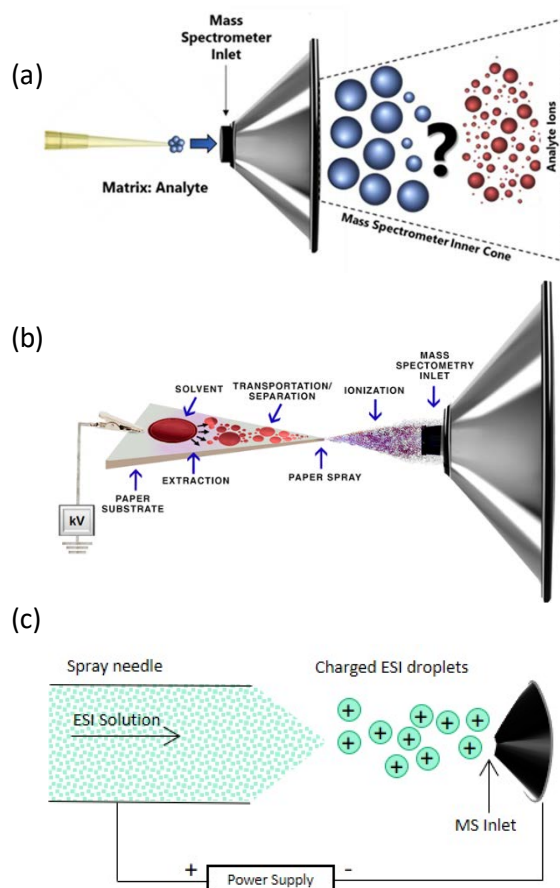 (a)
Mass
Spectrometer
Inlet
Matrix: Analyte
?
Analyte Ions
Mass Spectrometer Inner Cone
(b)
SOLVENT
TRANSPORTATION/
SEPARATION
IONIZATION
MASS
SPECTOMETRY
INLET
PAPER
SUBSTRATE
EXTRACTION
PAPER SPRAY
kV
(c)
Spray needle
Charged ESI droplets
ESI Solution
+ + + + + + + + +
MS Inlet
+
-
Power Supply